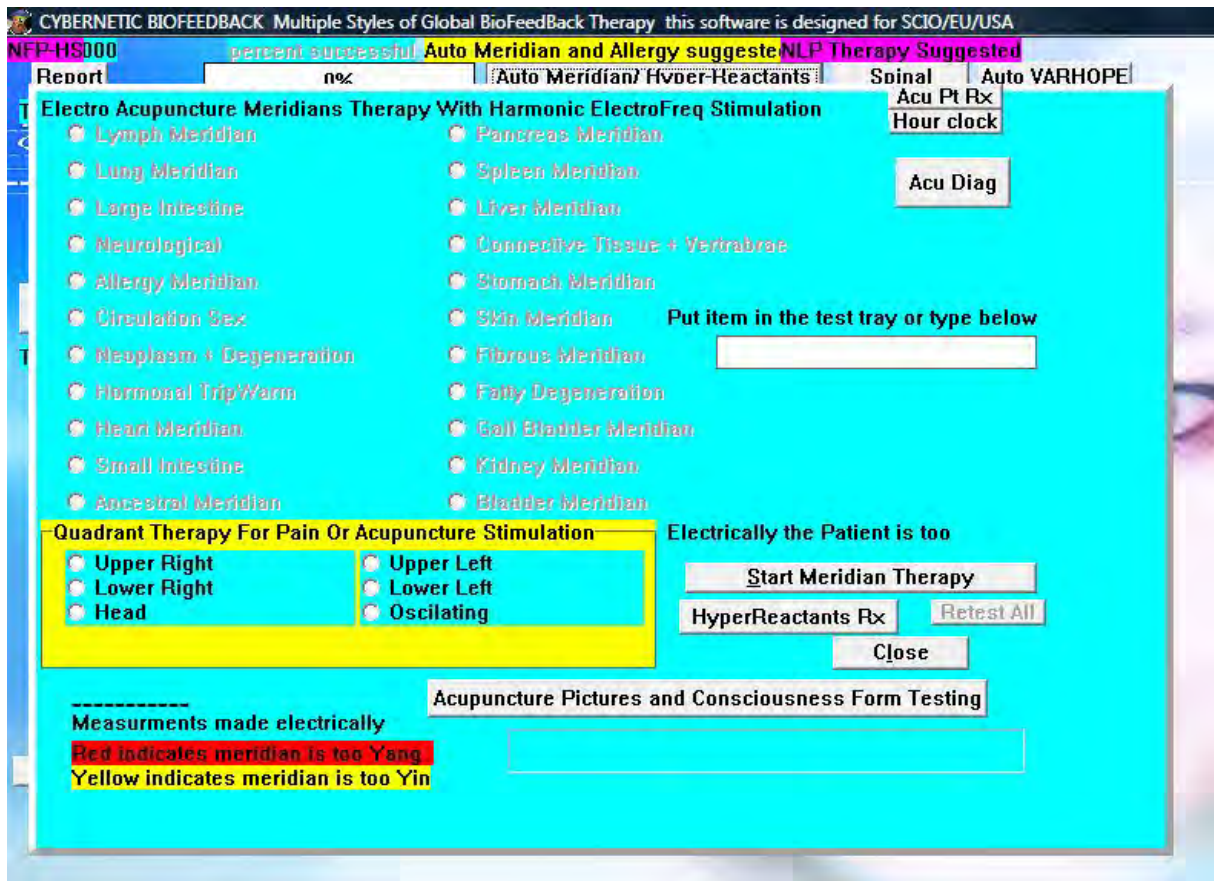 CYBERNETIC BIOFEEDBACK Multiple Styles of Global BioFeedBack Therapy this software is designed for SCIO/EU/USA
NFP-HS000 percent successful Auto Meridian and Allergy suggeste NLP Therapy Suggested
Report 0% Auto Meridian/ Hyper-Reactants Spinal Auto VARHOPE
Acu Pt Rx
Electro Acupuncture Meridians Therapy With Harmonic ElectroFreq Stimulation
Hour clock
Lymph Meridian Pancreas Meridian
Lung Meridian Spleen Meridian
Acu Diag
Large Intestine Liver Meridian
Neurological Connective Tissue + Vertrabrae
Allergy Meridian Stomach Meridian
Circulation Sex Skin Meridian Put item in the test tray or type below
Neoplasm + Degeneration Fibrous Meridian
Hormonal TripWarm Fatty Degeneration
Heart Meridian Gall Bladder Meridian
Small Intestine Kidney Meridian
Ancestral Meridian Bladder Meridian
Quadrant Therapy For Pain Or Acupuncture Stimulation Electrically the Patient is too
Upper Right Upper Left
Start Meridian Therapy
Lower Right Lower Left
Head Oscilating
HyperReactants Rx Retest All
Close
Acupuncture Pictures and Consciousness Form Testing
-----------
Measurments made electrically
Red indicates meridian is too Yang
Yellow indicates meridian is too Yin